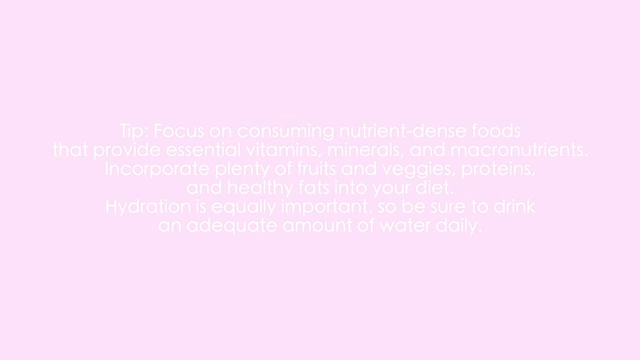 Tip: Focus on consuming nutrient-dense foods
that provide essential vitamins, minerals, and macronutrients.
Incorporate plenty of fruits and veggies, proteins,
and healthy fats into your diet.
Hydration is equally important, so be sure to drink
an adequate amount of water daily.